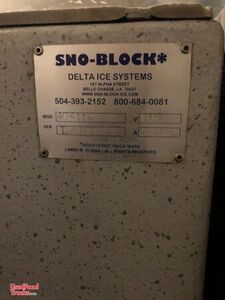 SNO-BLOCK*
DELTA ICE SYSTEMS
107 ALPHA STREET
BELLE CHASSE, LA 70037
WWW.SNO-BLOCK-ICE.COM
504-393-2152 800-684-0081
MOD V
SER
*REGISTERED TRADE MARK
LARRY N. ALL RIGHTS RESERVED